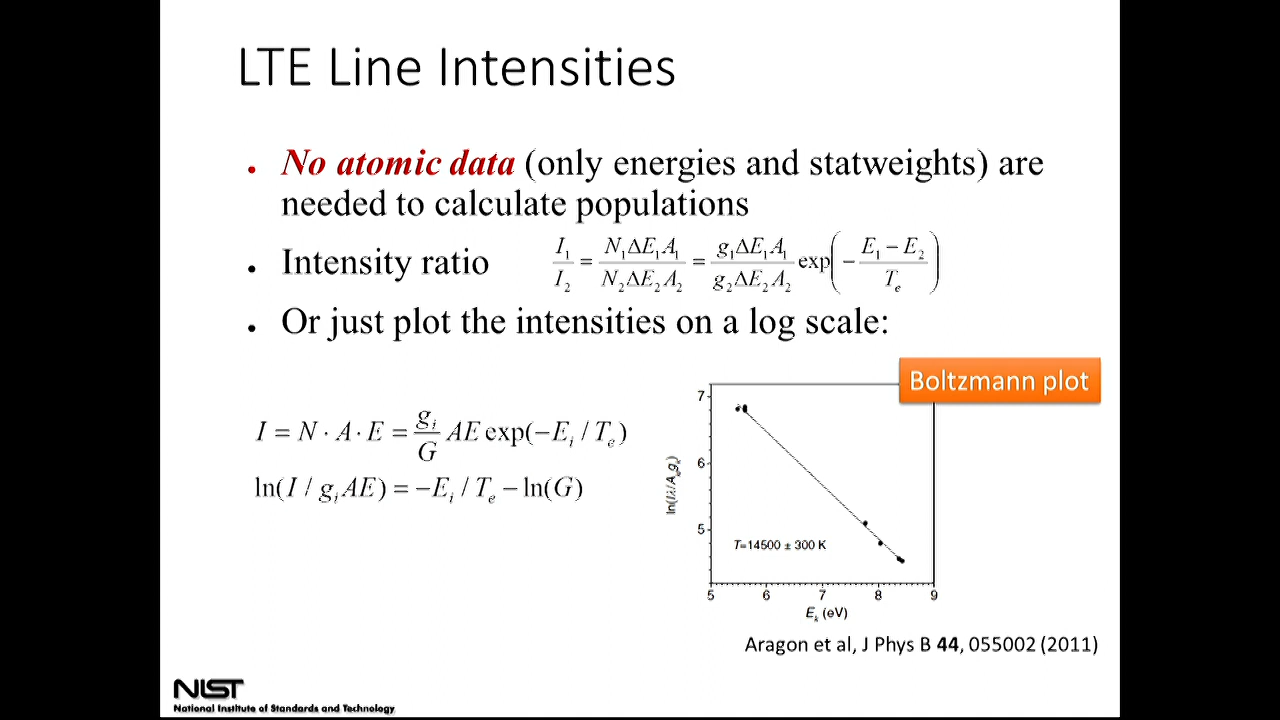 LTE Line Intensities
• No atomic data (only energies and statweights) are
needed to calculate populations
• Intensity ratio I₁/I₂ = N₁ΔE₁A₁/N₂ΔE₂A₂ = g₁ΔE₁A₁/g₂ΔE₂A₂ exp(−(E₁−E₂)/Tₑ)
• Or just plot the intensities on a log scale:
Boltzmann plot
I = N · A · E = gᵢ/G AE exp(−Eᵢ / Tₑ)
ln(I / gᵢAE) = −Eᵢ / Tₑ − ln(G)
7
6
5
ln(Iλ/Aₖgₖ)
T=14500 ± 300 K
5 6 7 8 9
Eₖ (eV)
Aragon et al, J Phys B 44, 055002 (2011)
NIST
National Institute of Standards and Technology